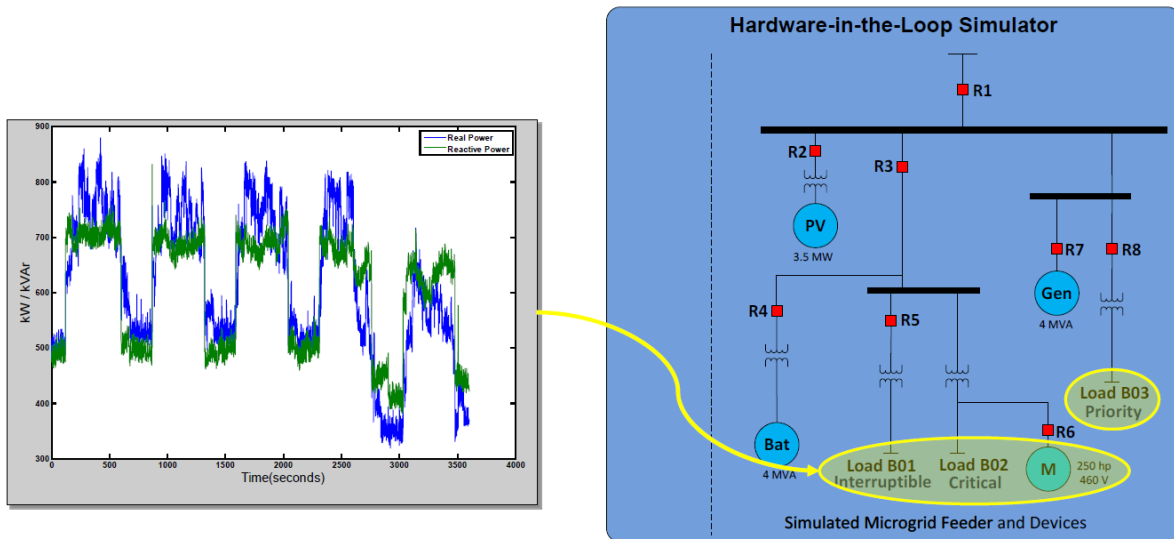 Hardware-in-the-Loop Simulator
R1
R2
R3
PV
3.5 MW
R7
R8
Gen
4 MVA
R4
R5
Load B03
Priority
R6
Bat
4 MVA
Load B01
Interruptible
Load B02
Critical
M
250 hp
460 V
Simulated Microgrid Feeder and Devices
900
800
700
600
500
400
300
kW / kVAr
Real Power
Reactive Power
0
500
1000
1500
2000
2500
3000
3500
4000
Time(seconds)